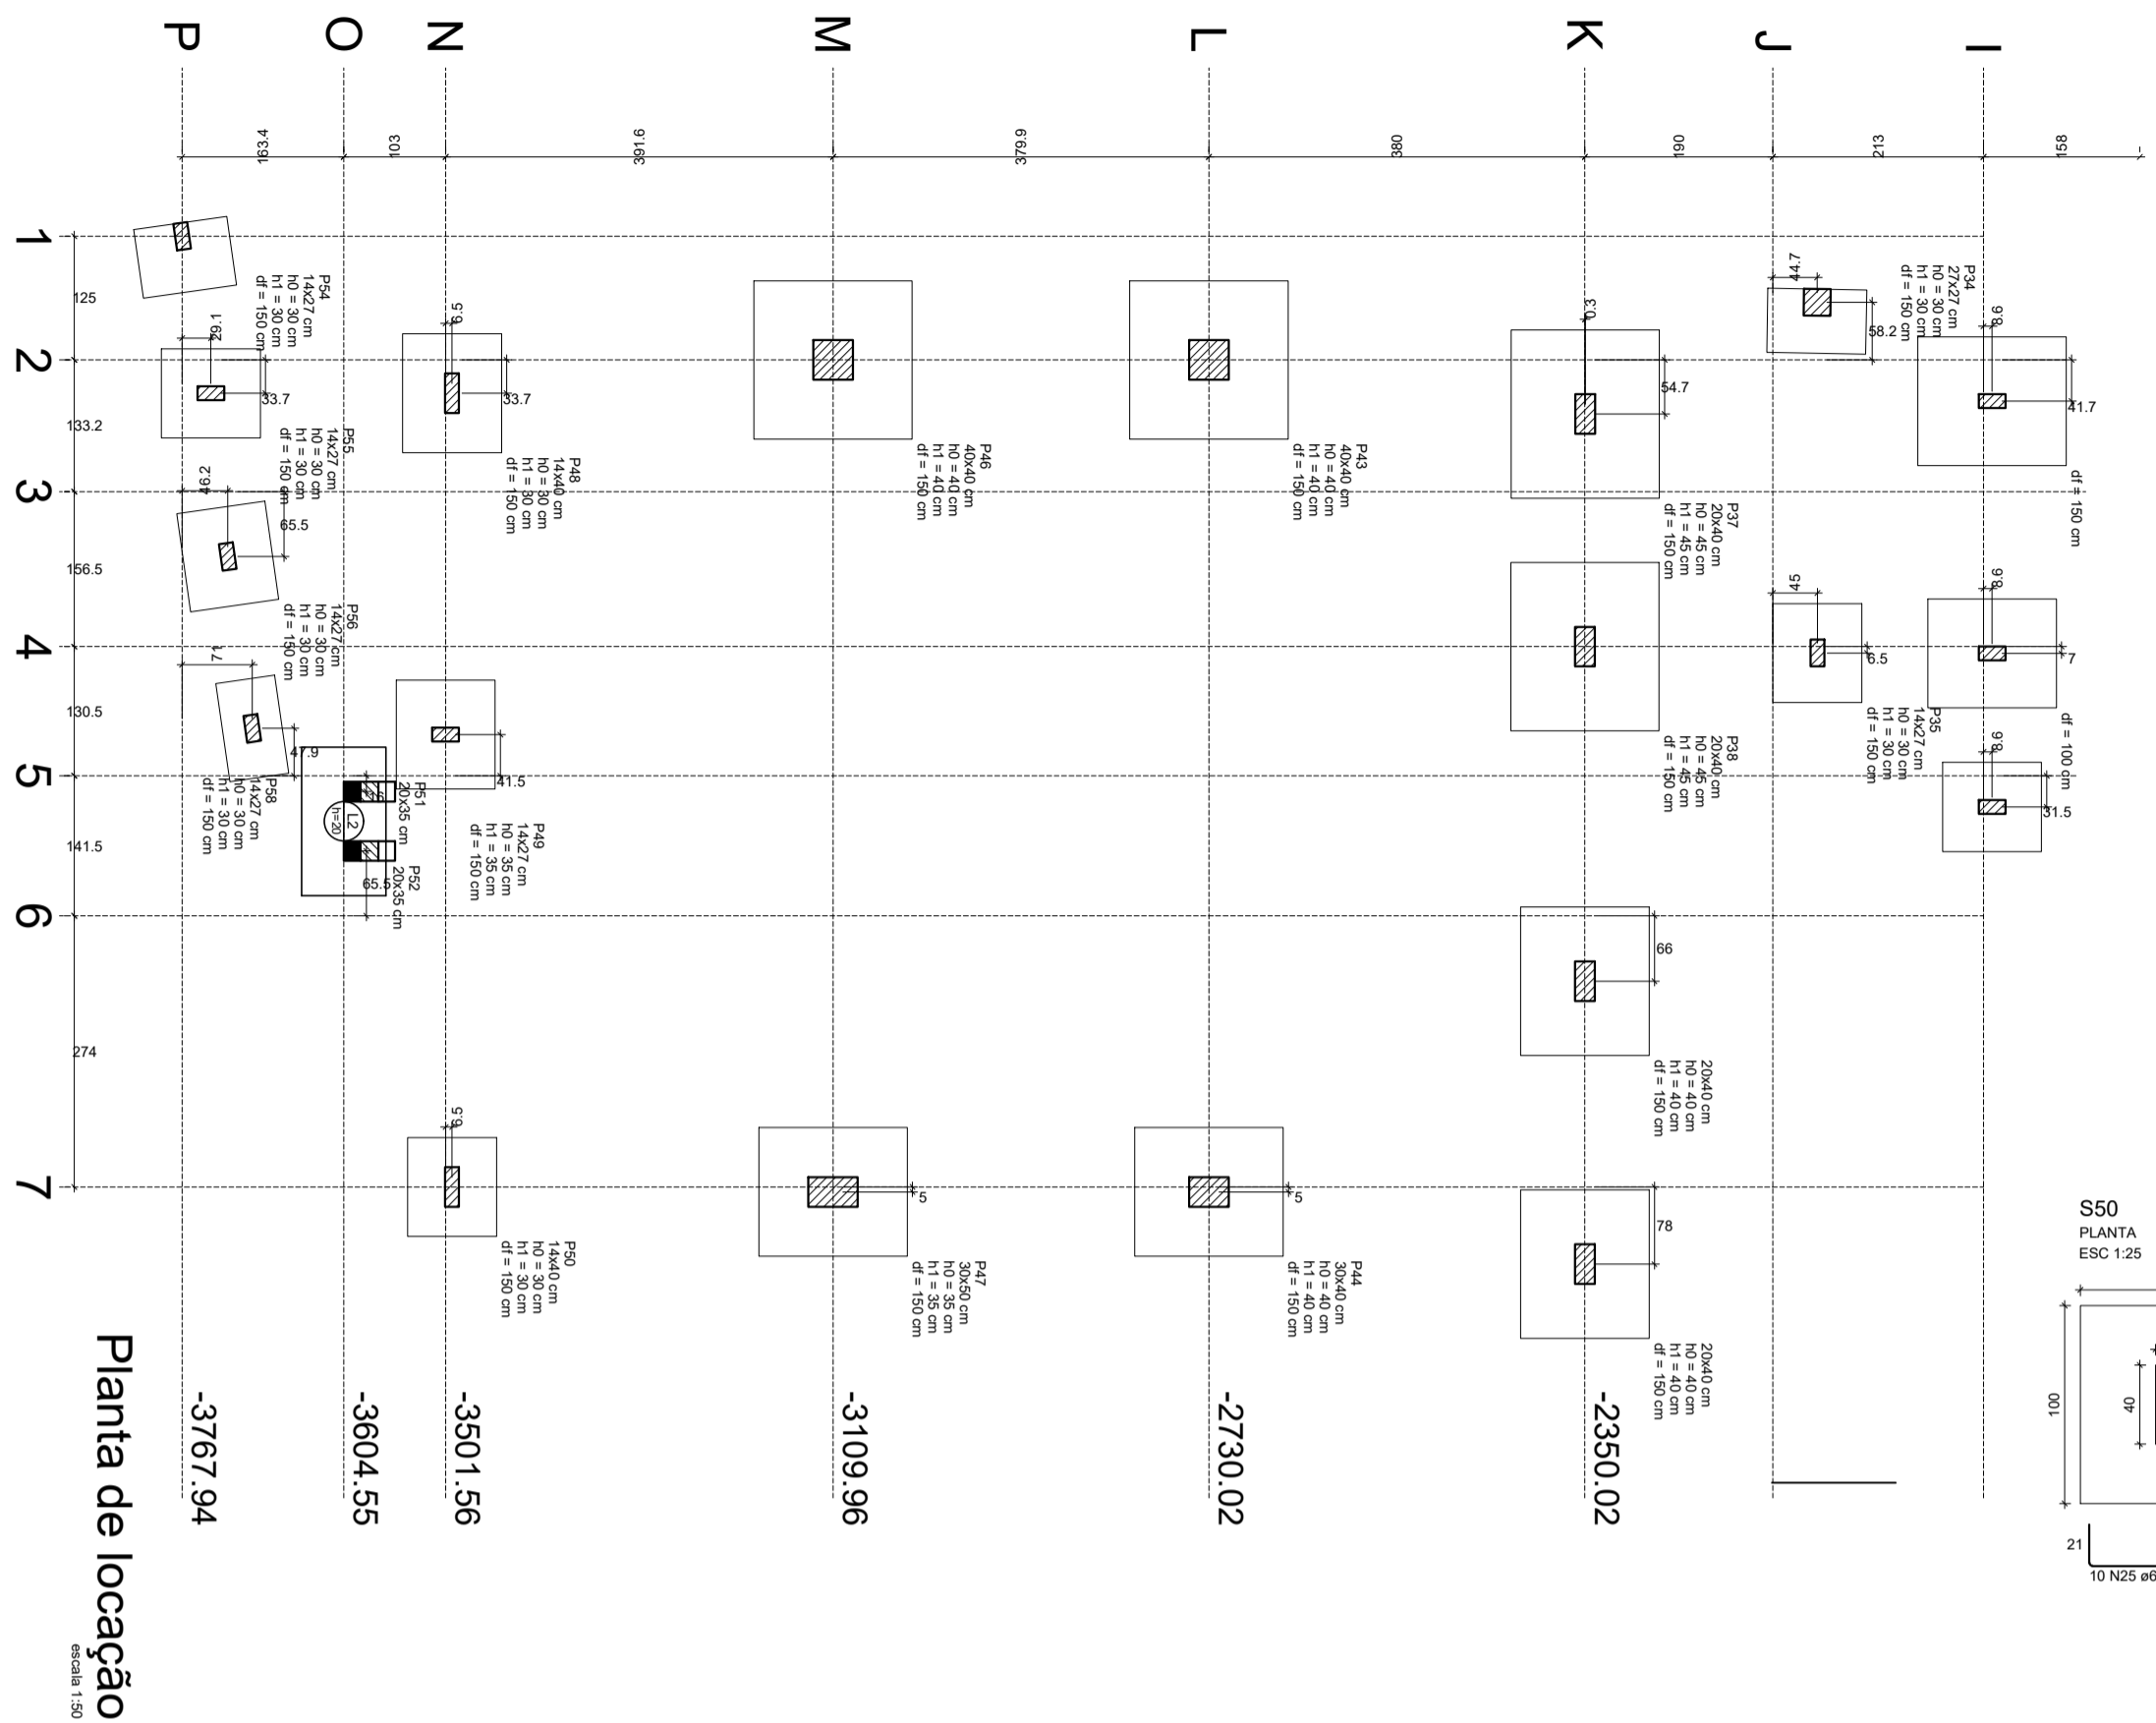 P
O
N
M
L
K
J
I
163.4
103
391.6
379.9
380
190
213
158
1
2
3
4
5
6
7
125
133.2
156.5
130.5
141.5
274
P54
14x27 cm
h0 = 30 cm
h1 = 30 cm
df = 150 cm
29.1
33.7
P55
14x27 cm
h0 = 30 cm
h1 = 30 cm
df = 150 cm
46.2
65.5
P56
14x27 cm
h0 = 30 cm
h1 = 30 cm
df = 150 cm
71
47.9
P58
14x27 cm
h0 = 30 cm
h1 = 30 cm
df = 150 cm
6.5
33.7
P48
14x40 cm
h0 = 30 cm
h1 = 30 cm
df = 150 cm
41.5
P49
14x27 cm
h0 = 35 cm
h1 = 35 cm
df = 150 cm
P51
20x35 cm
L2
h=20
P52
20x35 cm
65.5
6.5
P50
14x40 cm
h0 = 30 cm
h1 = 30 cm
df = 150 cm
P46
40x40 cm
h0 = 40 cm
h1 = 40 cm
df = 150 cm
5
P47
30x50 cm
h0 = 35 cm
h1 = 35 cm
df = 150 cm
P43
40x40 cm
h0 = 40 cm
h1 = 40 cm
df = 150 cm
5
P44
30x40 cm
h0 = 40 cm
h1 = 40 cm
df = 150 cm
0.3
54.7
P37
20x40 cm
h0 = 45 cm
h1 = 45 cm
df = 150 cm
P38
20x40 cm
h0 = 45 cm
h1 = 45 cm
df = 150 cm
66
20x40 cm
h0 = 40 cm
h1 = 40 cm
df = 150 cm
78
20x40 cm
h0 = 40 cm
h1 = 40 cm
df = 150 cm
44.7
58.2
P34
27x27 cm
h0 = 30 cm
h1 = 30 cm
df = 150 cm
45
6.5
P35
14x27 cm
h0 = 30 cm
h1 = 30 cm
df = 150 cm
8.6
41.7
df = 150 cm
8.6
7
df = 100 cm
8.6
31.5
-3767.94
-3604.55
-3501.56
-3109.96
-2730.02
-2350.02
Planta de locação
escala 1:50
S50
PLANTA
ESC 1:25
100
40
21
10 N25 ø6